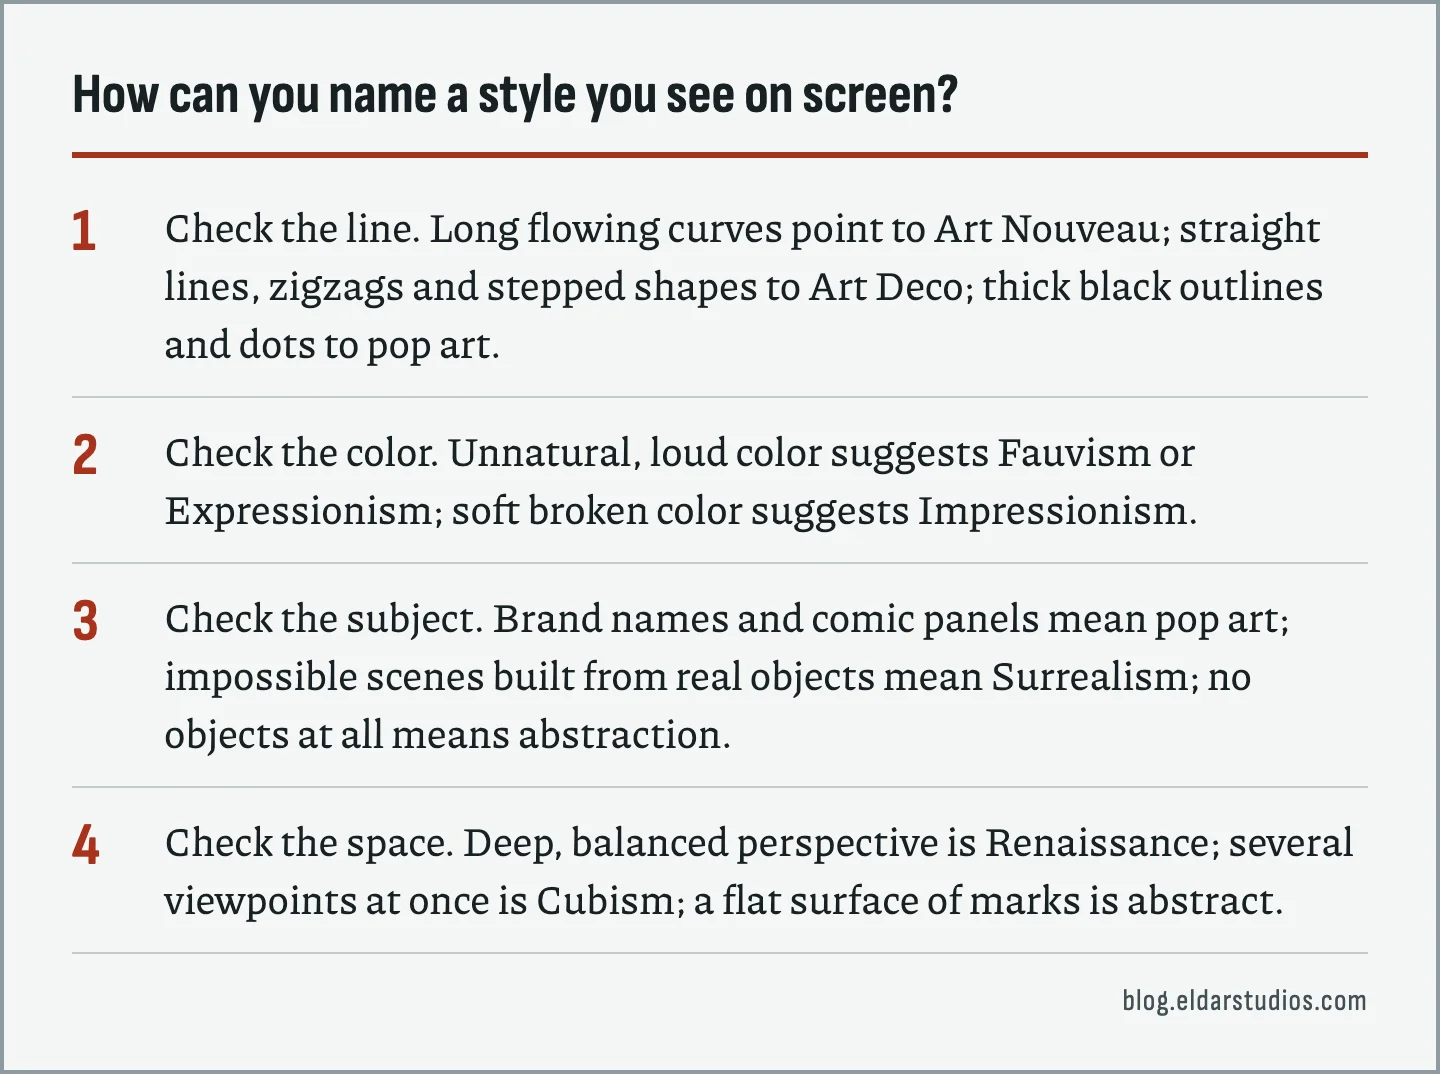 How can you name a style you see on screen?
1 Check the line. Long flowing curves point to Art Nouveau; straight
lines, zigzags and stepped shapes to Art Deco; thick black outlines
and dots to pop art.
2 Check the color. Unnatural, loud color suggests Fauvism or
Expressionism; soft broken color suggests Impressionism.
3 Check the subject. Brand names and comic panels mean pop art;
impossible scenes built from real objects mean Surrealism; no
objects at all means abstraction.
4 Check the space. Deep, balanced perspective is Renaissance; several
viewpoints at once is Cubism; a flat surface of marks is abstract.
blog.eldarstudios.com